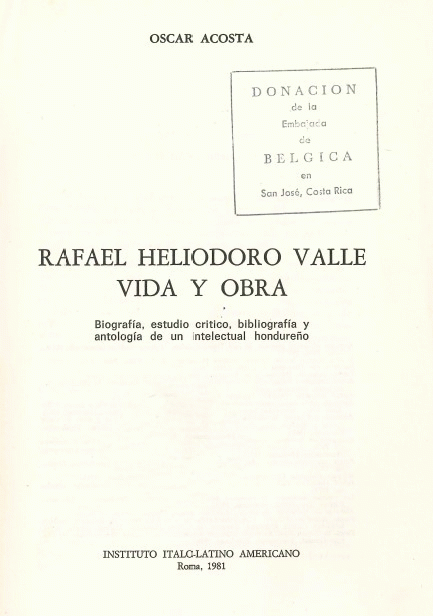 OSCAR ACOSTA
DONACION
de la
Embajada
de
BELGICA
en
San José, Costa Rica
RAFAEL HELIODORO VALLE
VIDA Y OBRA
Biografía, estudio critico, bibliografía y
antología de un intelectual hondureño
INSTITUTO ITALO-LATINO AMERICANO
Roma, 1981